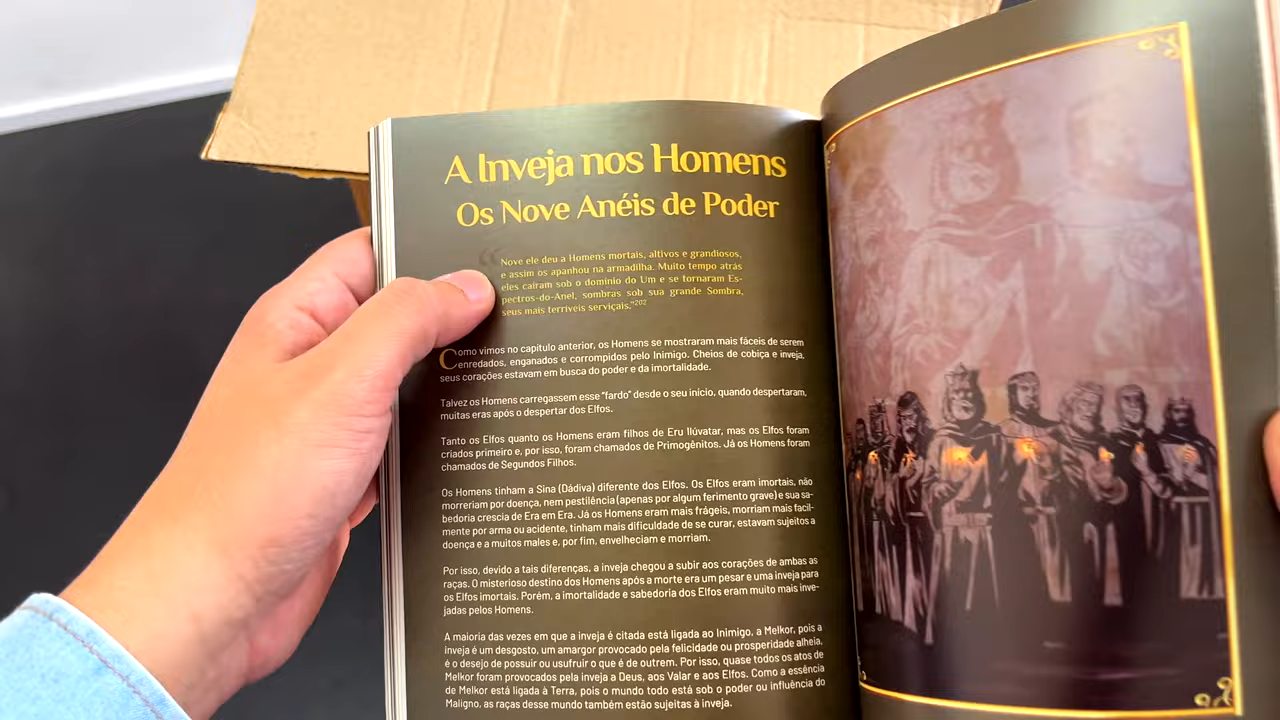 A Inveja nos Homens
Os Nove Anéis de Poder
“Nove ele deu a Homens mortais, altivos e grandiosos,
e assim os apanhou na armadilha. Muito tempo atrás
eles caíram sob o domínio do Um e se tornaram Es-
pectros-do-Anel, sombras sob sua grande Sombra,
seus mais terríveis serviçais.”²⁰²
Como vimos no capítulo anterior, os Homens se mostraram mais fáceis de serem
enredados, enganados e corrompidos pelo Inimigo. Cheios de cobiça e inveja,
seus corações estavam em busca do poder e da imortalidade.
Talvez os Homens carregassem esse “fardo” desde o seu início, quando despertaram,
muitas eras após o despertar dos Elfos.
Tanto os Elfos quanto os Homens eram filhos de Eru Ilúvatar, mas os Elfos foram
criados primeiro e, por isso, foram chamados de Primogênitos. Já os Homens foram
chamados de Segundos Filhos.
Os Homens tinham a Sina (Dádiva) diferente dos Elfos. Os Elfos eram imortais, não
morreriam por doença, nem pestilência (apenas por algum ferimento grave) e sua sa-
bedoria crescia de Era em Era. Já os Homens eram mais frágeis, morriam mais facil-
mente por arma ou acidente, tinham mais dificuldade de se curar, estavam sujeitos a
doença e a muitos males e, por fim, envelheciam e morriam.
Por isso, devido a tais diferenças, a inveja chegou a subir aos corações de ambas as
raças. O misterioso destino dos Homens após a morte era um pesar e uma inveja para
os Elfos imortais. Porém, a imortalidade e sabedoria dos Elfos eram muito mais inve-
jadas pelos Homens.
A maioria das vezes em que a inveja é citada está ligada ao Inimigo, a Melkor, pois a
inveja é um desgosto, um amargor provocado pela felicidade ou prosperidade alheia,
é o desejo de possuir ou usufruir o que é de outrem. Por isso, quase todos os atos de
Melkor foram provocados pela inveja a Deus, aos Valar e aos Elfos. Como a essência
de Melkor está ligada à Terra, pois o mundo todo está sob o poder ou influência do
Maligno, as raças desse mundo também estão sujeitas à inveja.